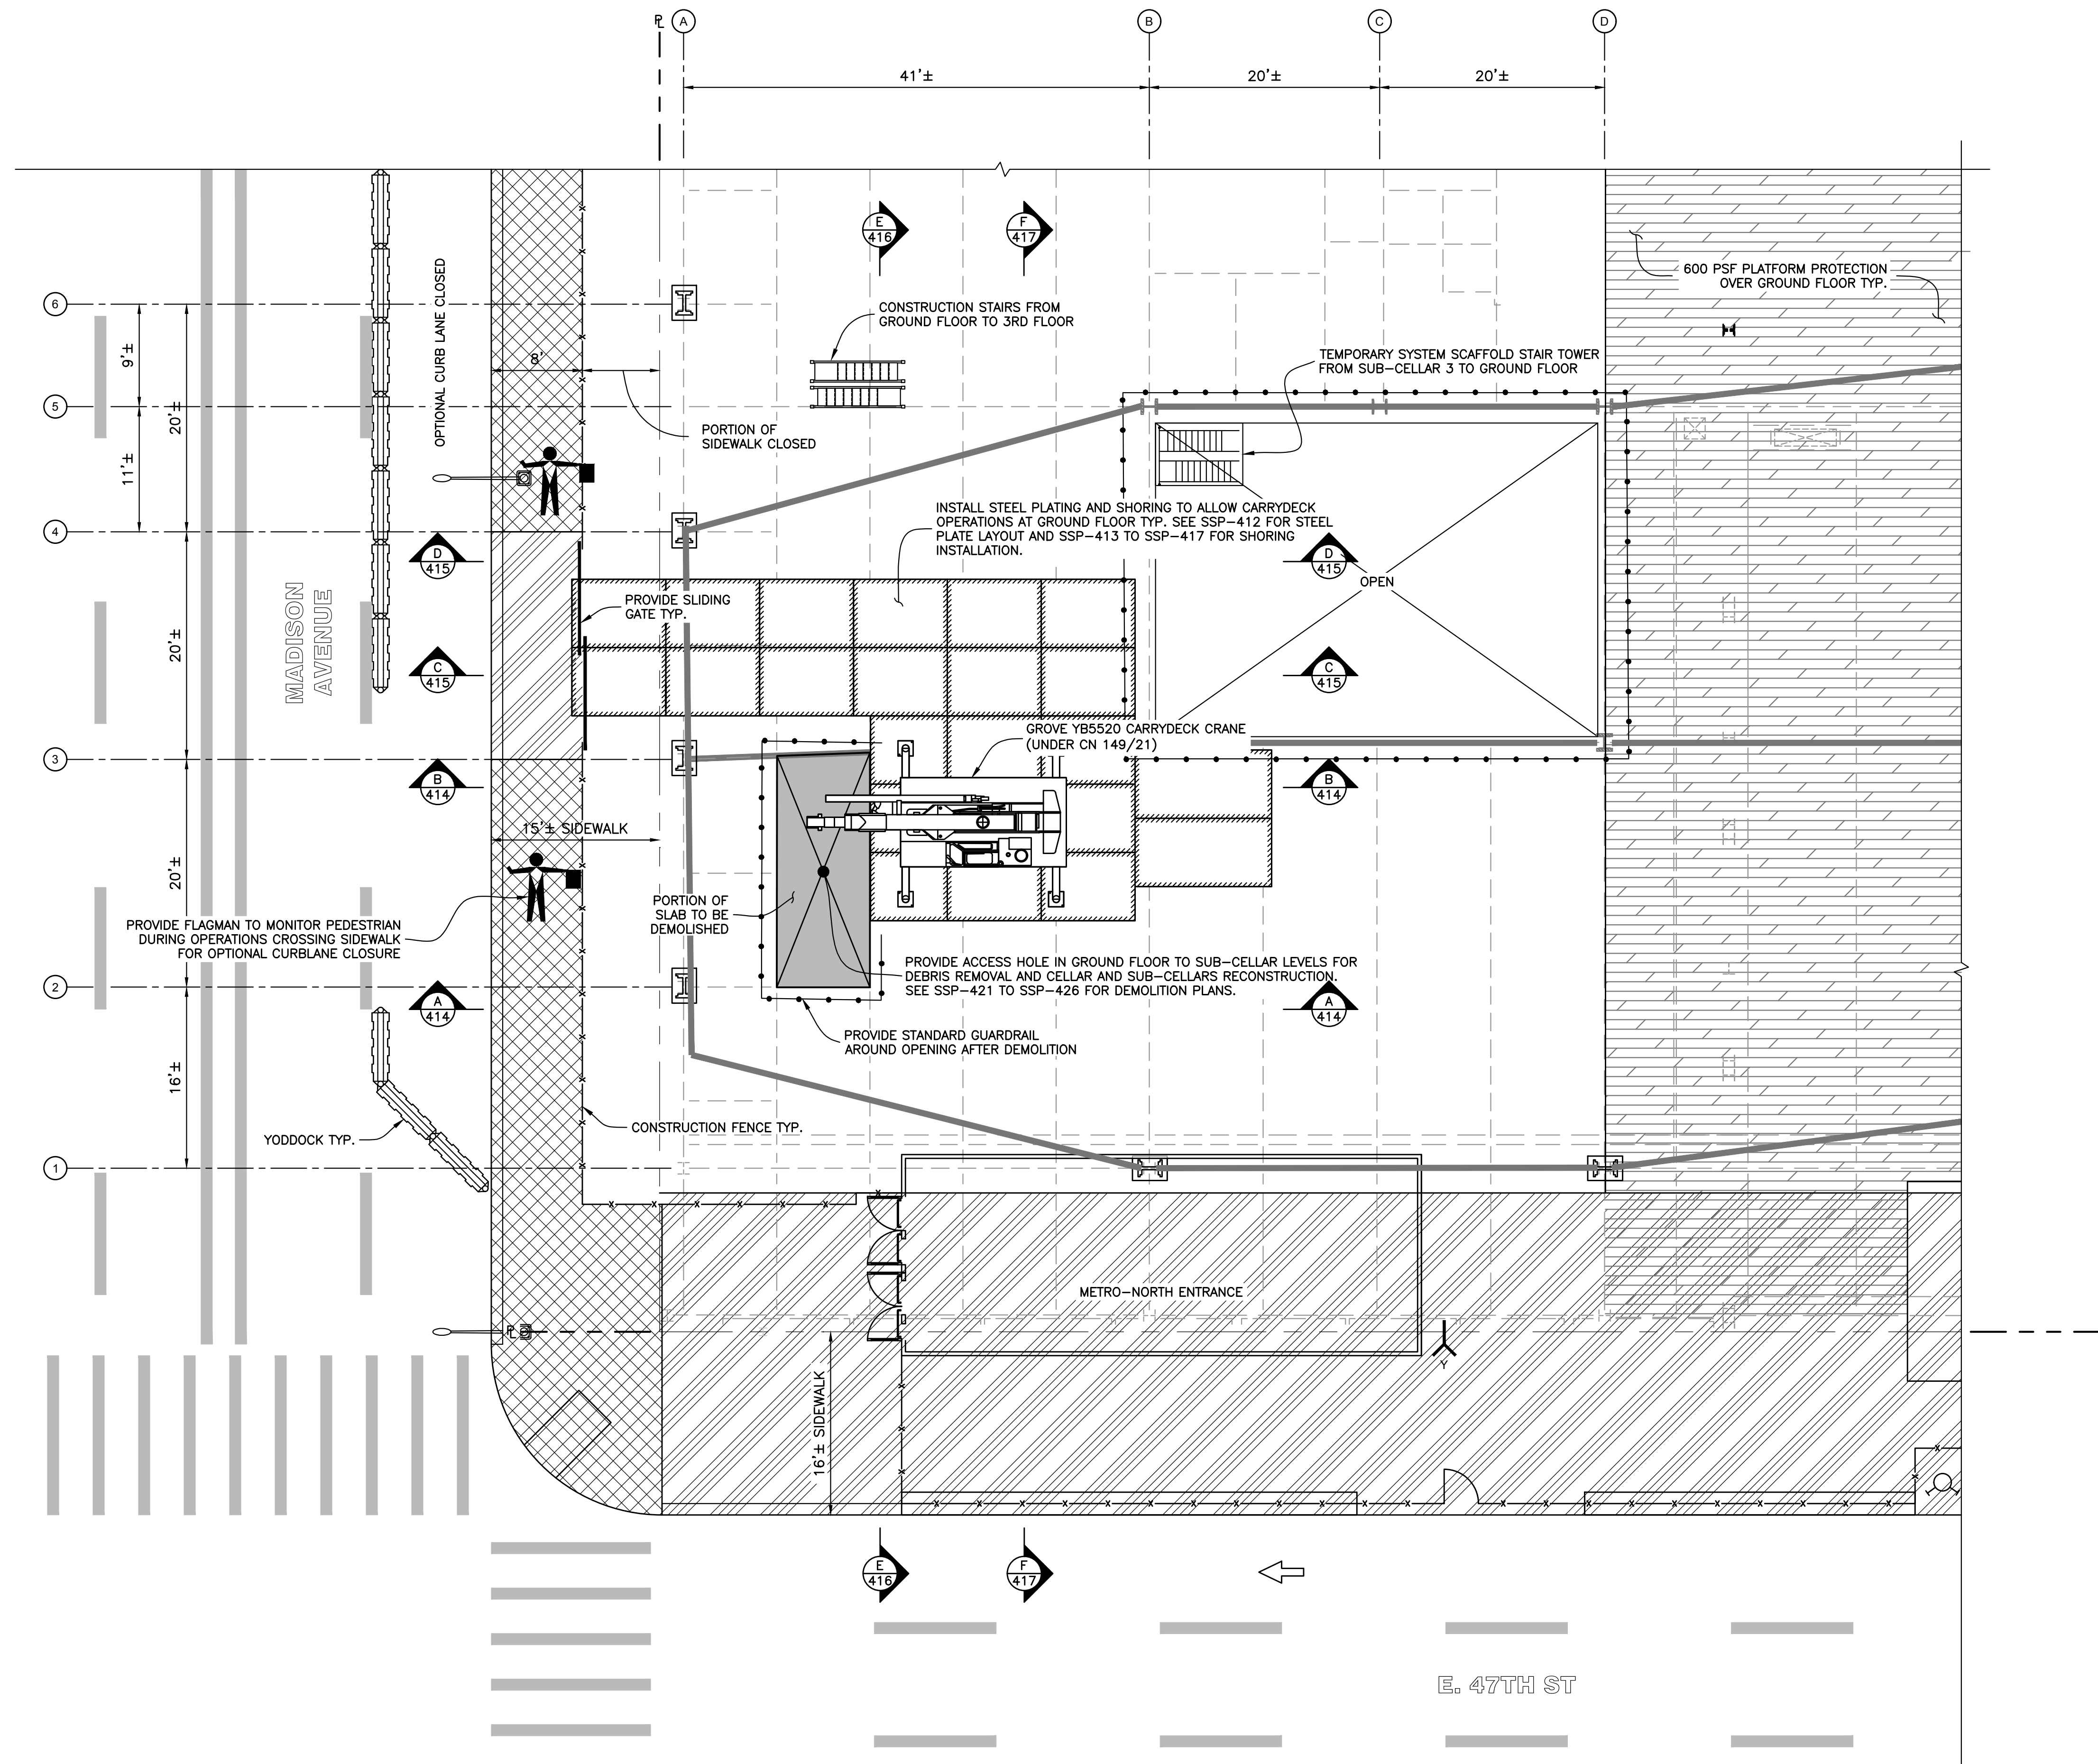 PL
A
B
C
D
41'±
20'±
20'±
E
416
F
417
600 PSF PLATFORM PROTECTION
OVER GROUND FLOOR TYP.
6
5
4
3
2
1
9'±
11'±
20'±
20'±
20'±
16'±
OPTIONAL CURB LANE CLOSED
8'
CONSTRUCTION STAIRS FROM
GROUND FLOOR TO 3RD FLOOR
TEMPORARY SYSTEM SCAFFOLD STAIR TOWER
FROM SUB-CELLAR 3 TO GROUND FLOOR
PORTION OF
SIDEWALK CLOSED
INSTALL STEEL PLATING AND SHORING TO ALLOW CARRYDECK
OPERATIONS AT GROUND FLOOR TYP. SEE SSP-412 FOR STEEL
PLATE LAYOUT AND SSP-413 TO SSP-417 FOR SHORING
INSTALLATION.
D
415
D
415
OPEN
MADISON
AVENUE
PROVIDE SLIDING
GATE TYP.
C
415
C
415
GROVE YB5520 CARRYDECK CRANE
(UNDER CN 149/21)
B
414
B
414
15'± SIDEWALK
PORTION OF
SLAB TO BE
DEMOLISHED
PROVIDE FLAGMAN TO MONITOR PEDESTRIAN
DURING OPERATIONS CROSSING SIDEWALK
FOR OPTIONAL CURBLANE CLOSURE
PROVIDE ACCESS HOLE IN GROUND FLOOR TO SUB-CELLAR LEVELS FOR
DEBRIS REMOVAL AND CELLAR AND SUB-CELLARS RECONSTRUCTION.
SEE SSP-421 TO SSP-426 FOR DEMOLITION PLANS.
A
414
A
414
PROVIDE STANDARD GUARDRAIL
AROUND OPENING AFTER DEMOLITION
YODDOCK TYP.
CONSTRUCTION FENCE TYP.
METRO-NORTH ENTRANCE
PL
Y
16'± SIDEWALK
E
416
F
417
E. 47TH ST